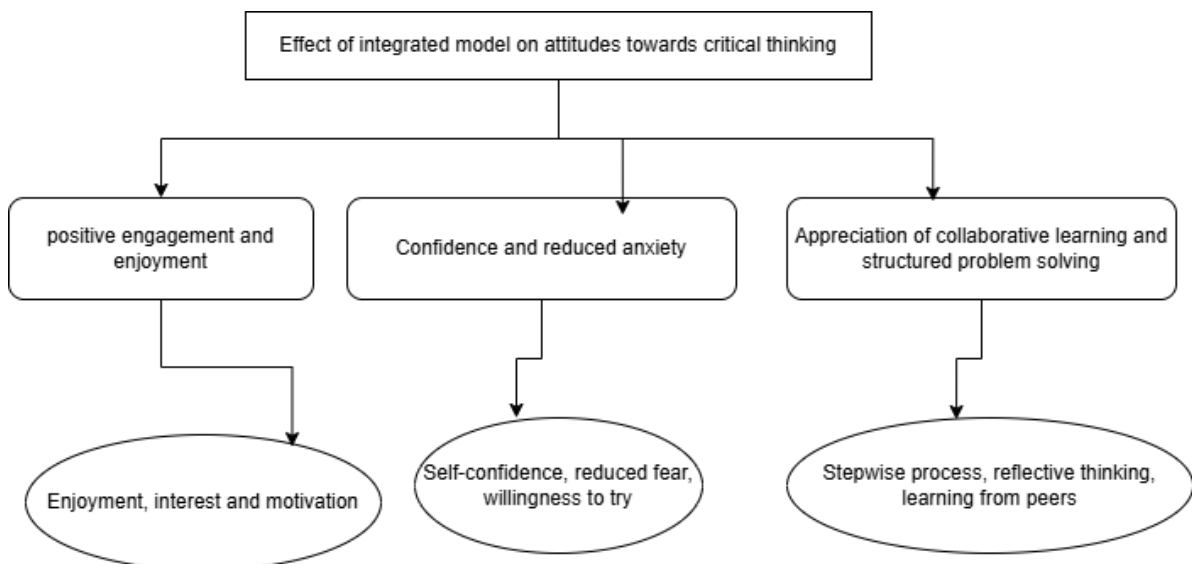 Effect of integrated model on attitudes towards critical thinking
positive engagement and
enjoyment
Confidence and reduced anxiety
Appreciation of collaborative learning and
structured problem solving
Enjoyment, interest and motivation
Self-confidence, reduced fear,
willingness to try
Stepwise process, reflective thinking,
learning from peers